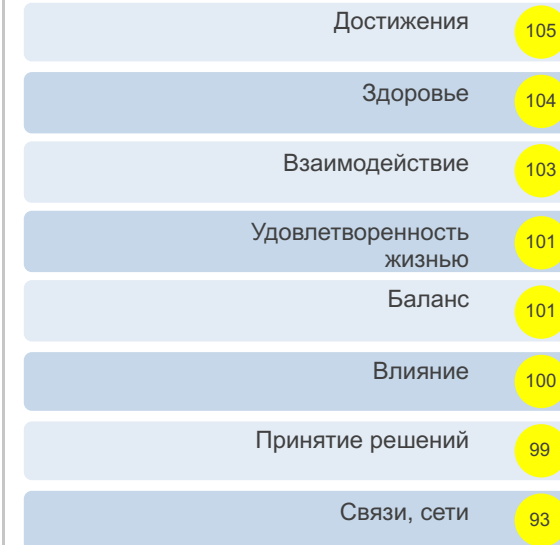 Достижения 105
Здоровье 104
Взаимодействие 103
Удовлетворенность
жизнью 101
Баланс 101
Влияние 100
Принятие решений 99
Связи, сети 93